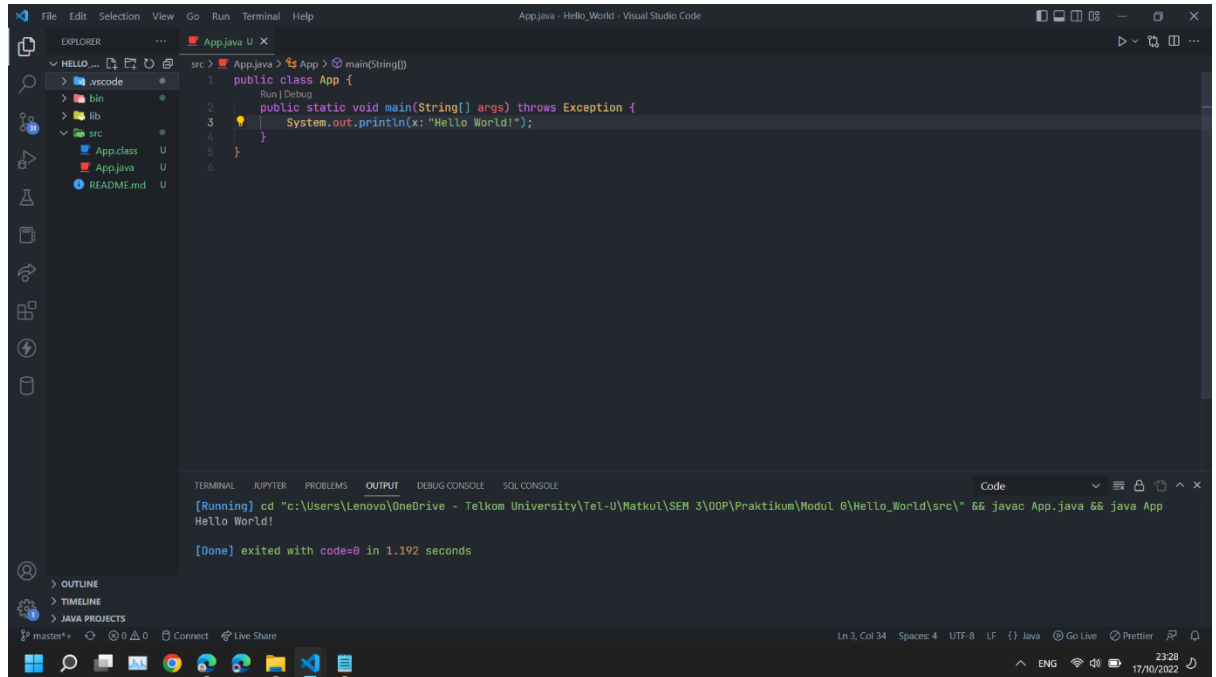 File Edit Selection View Go Run Terminal Help App.java - Hello_World - Visual Studio Code
EXPLORER
App.java U
HELLO_...
src > App.java > App > main(String[])
.vscode
bin
lib
src
App.class U
App.java U
README.md U
1 public class App {
Run | Debug
2 public static void main(String[] args) throws Exception {
3 System.out.println(x: "Hello World!");
4 }
5 }
6
31
TERMINAL JUPYTER PROBLEMS OUTPUT DEBUG CONSOLE SQL CONSOLE Code
[Running] cd "c:\Users\Lenovo\OneDrive - Telkom University\Tel-U\Matkul\SEM 3\OOP\Praktikum\Modul 0\Hello_World\src\" && javac App.java && java App
Hello World!
[Done] exited with code=0 in 1.192 seconds
OUTLINE
TIMELINE
JAVA PROJECTS
1
master*+ 0 0 Connect Live Share Ln 3, Col 34 Spaces: 4 UTF-8 LF {} Java Go Live Prettier
ENG 23:28
17/10/2022